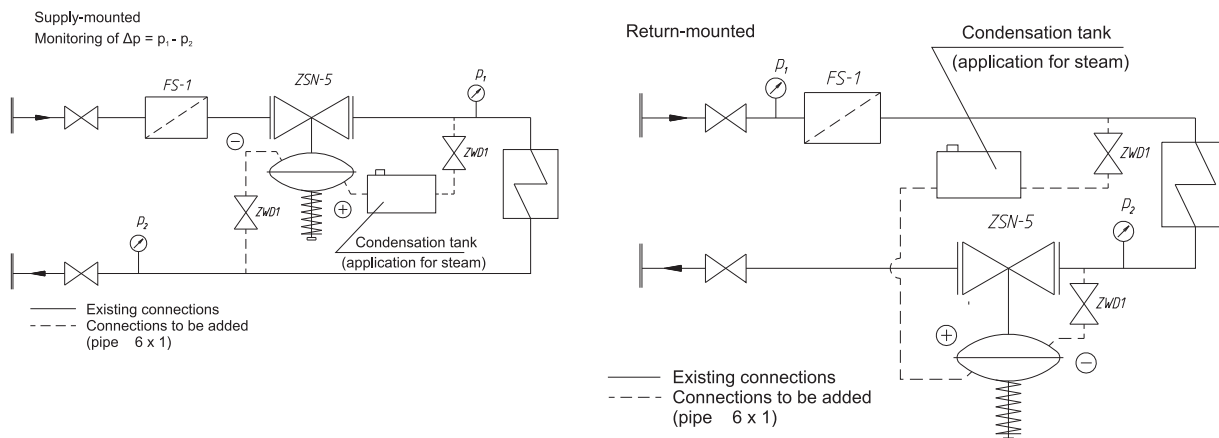 Supply-mounted
Monitoring of Δp = p₁ - p₂
FS-1
ZSN-5
p₁
ZWD1
ZWD1
p₂
Condensation tank
(application for steam)
Existing connections
Connections to be added
(pipe 6 x 1)
Return-mounted
Condensation tank
(application for steam)
p₁
FS-1
ZWD1
p₂
ZSN-5
ZWD1
Existing connections
Connections to be added
(pipe 6 x 1)